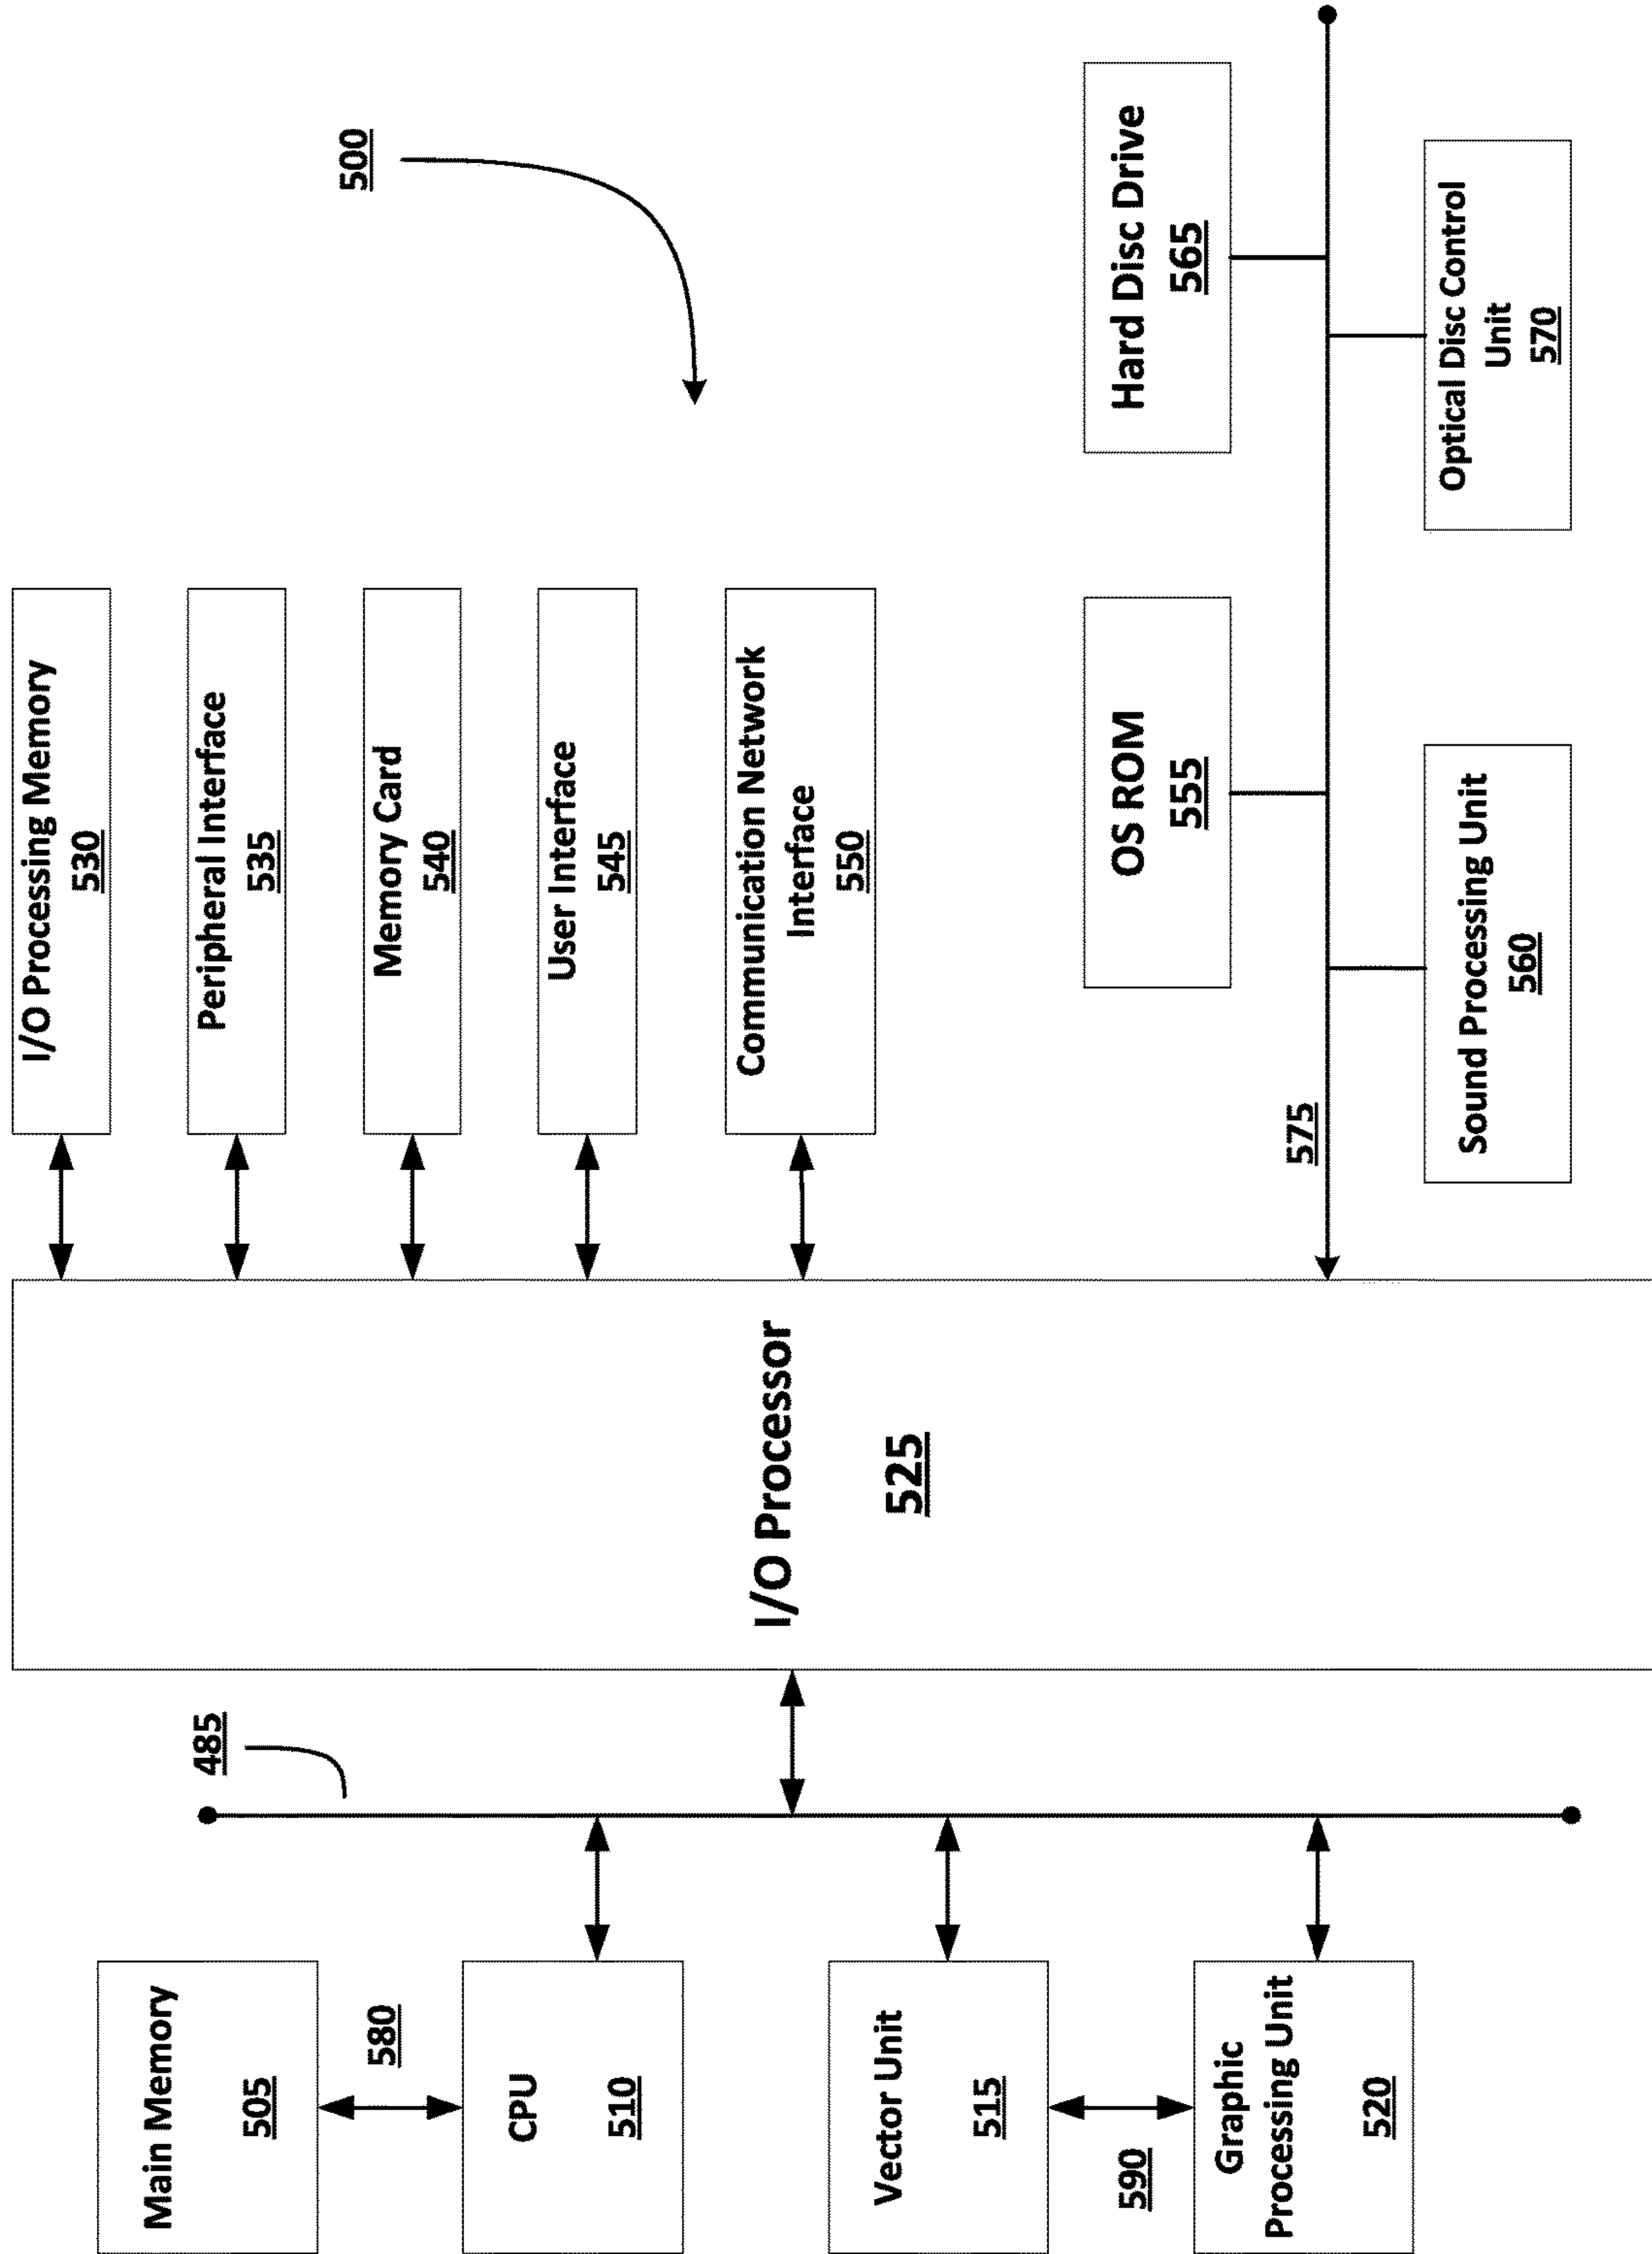 500
Main Memory
505
580
CPU
510
Vector Unit
515
590
Graphic
Processing Unit
520
485
I/O Processor
525
I/O Processing Memory
530
Peripheral Interface
535
Memory Card
540
User Interface
545
Communication Network
Interface
550
575
OS ROM
555
Hard Disc Drive
565
Sound Processing Unit
560
Optical Disc Control
Unit
570